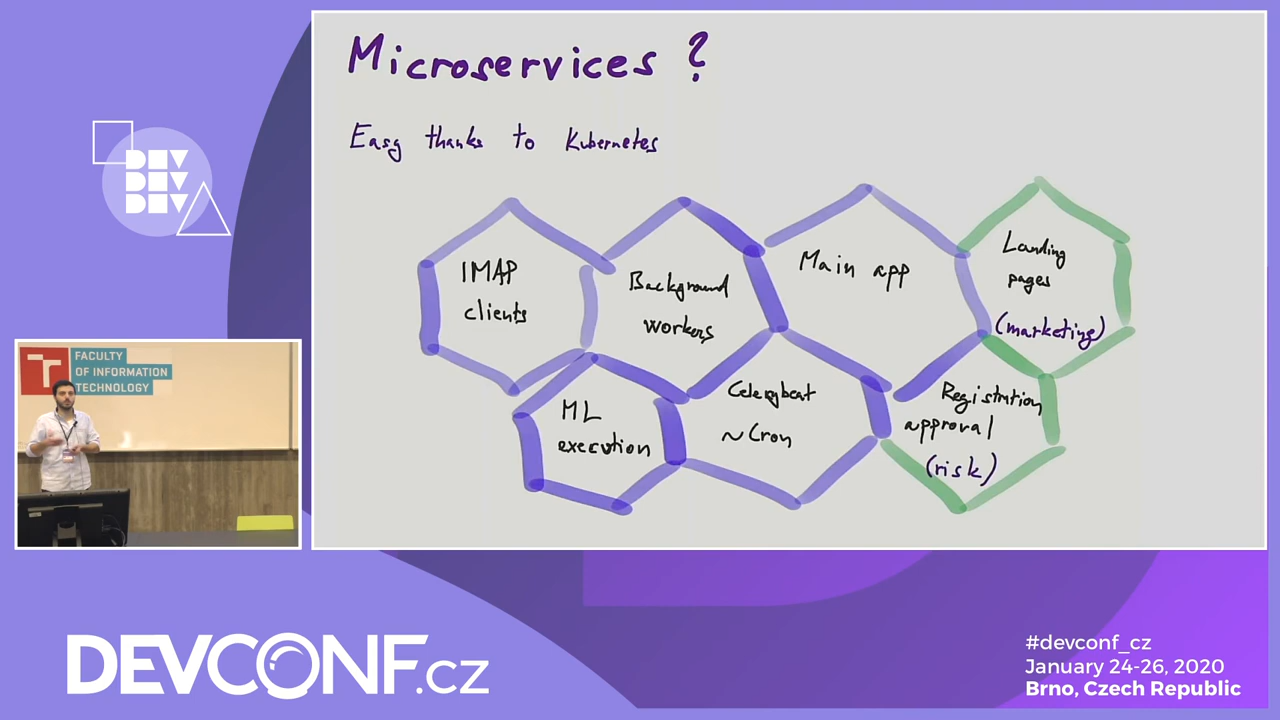 Microservices ?
Easy thanks to Kubernetes
IMAP
clients
Background
workers
Main app
Landing
pages
(marketing)
ML
execution
Celerybeat
~Cron
Registration
approval
(risk)
DEV
DEV
DEV
T
FACULTY
OF INFORMATION
TECHNOLOGY
DEVCONF.cz
#devconf_cz
January 24-26, 2020
Brno, Czech Republic